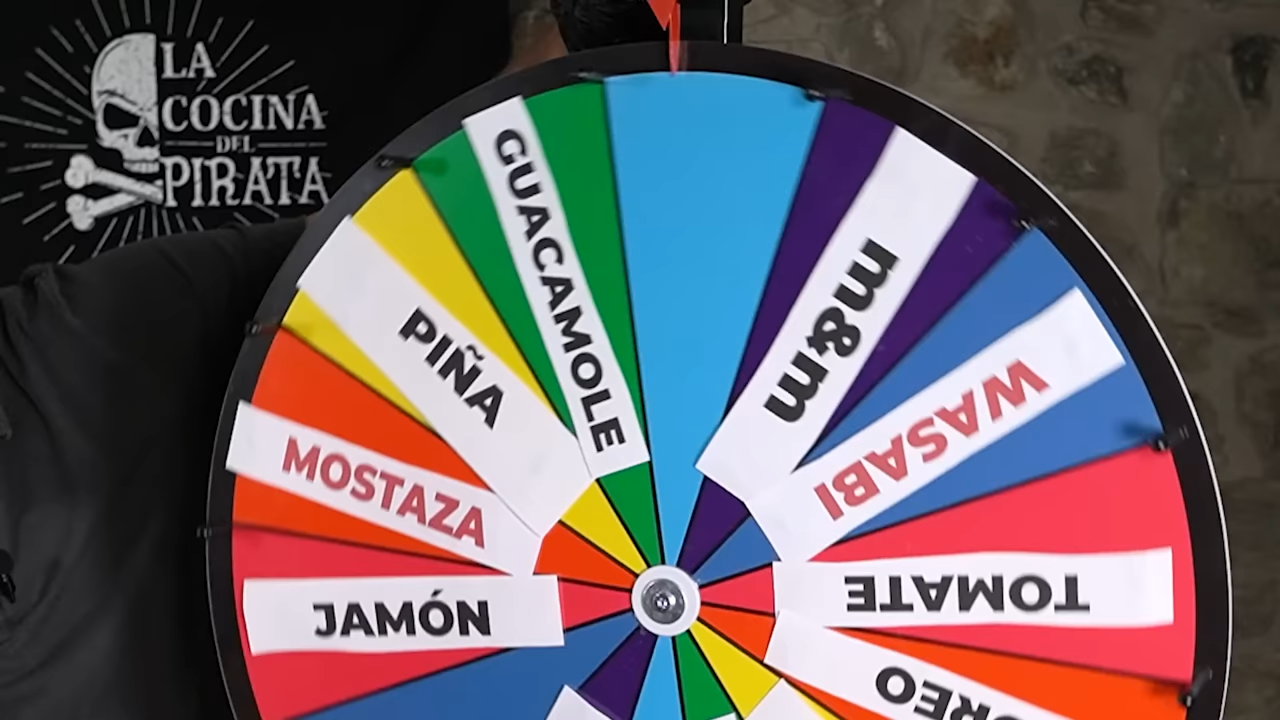 LA
COCINA
DEL
PIRATA
GUACAMOLE
m&m
PIÑA
WASABI
MOSTAZA
TOMATE
JAMÓN
OREO